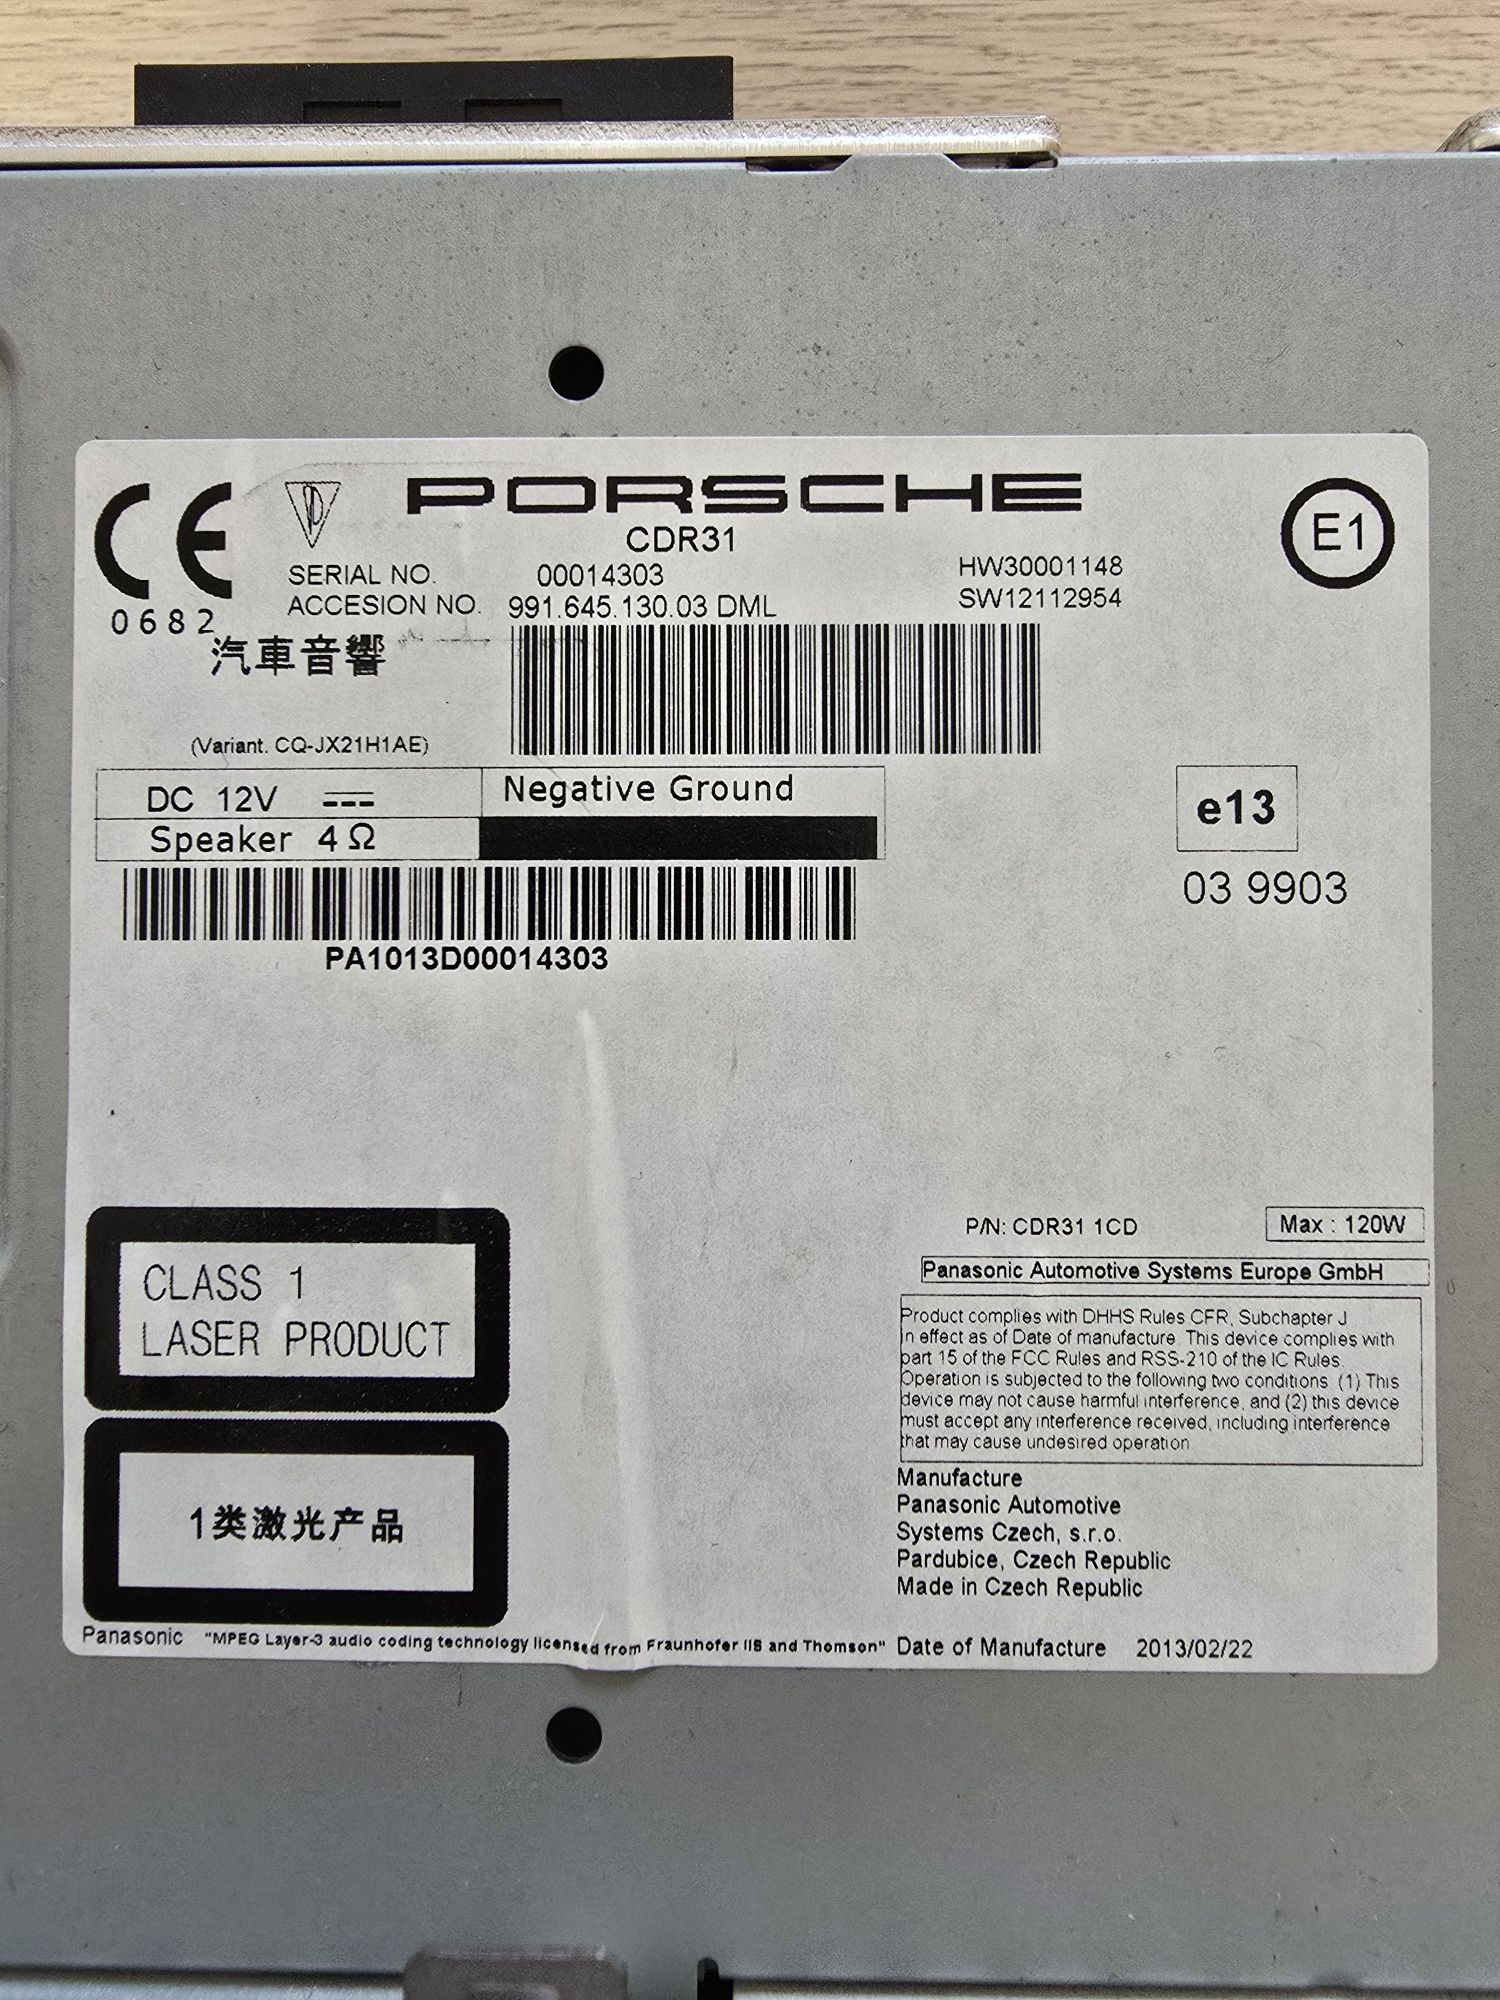 CE
0682
PORSCHE
CDR31
E1
SERIAL NO. 00014303 HW30001148
ACCESION NO. 991.645.130.03 DML SW12112954
汽車音響
(Variant. CQ-JX21H1AE)
DC 12V Negative Ground
Speaker 4Ω
e13
03 9903
PA1013D00014303
CLASS 1
LASER PRODUCT
1类激光产品
P/N: CDR31 1CD Max : 120W
Panasonic Automotive Systems Europe GmbH
Product complies with DHHS Rules CFR, Subchapter J
in effect as of Date of manufacture. This device complies with
part 15 of the FCC Rules and RSS-210 of the IC Rules.
Operation is subjected to the following two conditions (1) This
device may not cause harmful interference, and (2) this device
must accept any interference received, including interference
that may cause undesired operation
Manufacture
Panasonic Automotive
Systems Czech, s.r.o.
Pardubice, Czech Republic
Made in Czech Republic
Panasonic "MPEG Layer-3 audio coding technology licensed from Fraunhofer IIS and Thomson" Date of Manufacture 2013/02/22